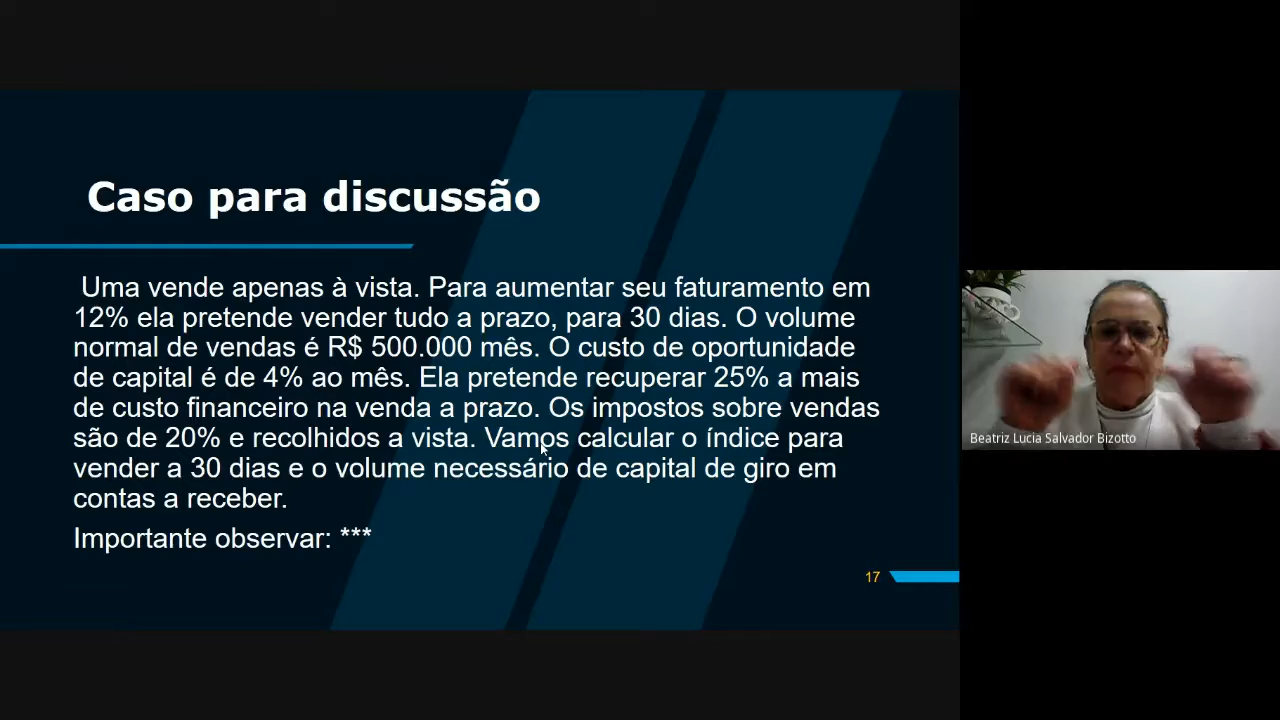 Caso para discussão
Uma vende apenas à vista. Para aumentar seu faturamento em
12% ela pretende vender tudo a prazo, para 30 dias. O volume
normal de vendas é R$ 500.000 mês. O custo de oportunidade
de capital é de 4% ao mês. Ela pretende recuperar 25% a mais
de custo financeiro na venda a prazo. Os impostos sobre vendas
são de 20% e recolhidos a vista. Vamos calcular o índice para
vender a 30 dias e o volume necessário de capital de giro em
contas a receber.
Importante observar: ***
17
Beatriz Lucia Salvador Bizotto